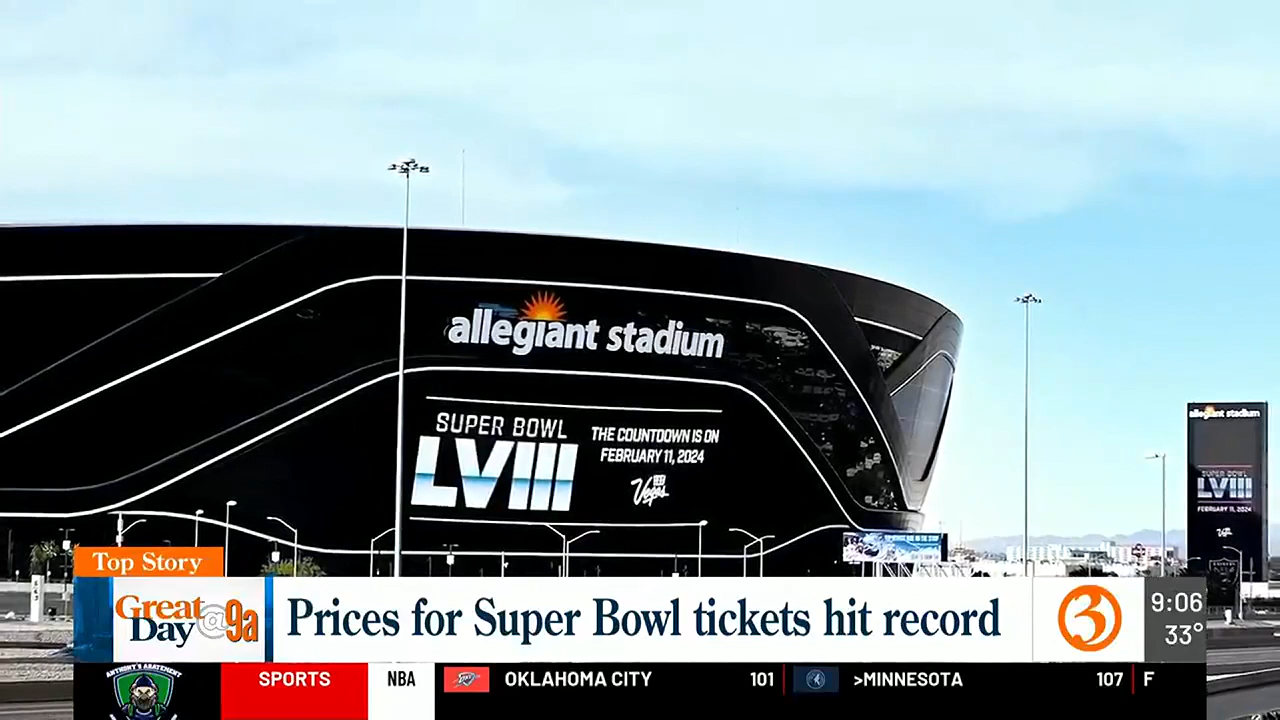 allegiant stadium
SUPER BOWL
LVIII
THE COUNTDOWN IS ON
FEBRUARY 11, 2024
Vegas
allegiant stadium
SUPER BOWL
LVIII
FEBRUARY 11, 2024
Top Story
Great
Day@9a
Prices for Super Bowl tickets hit record
3
9:06
33°
ANTHONY'S ABATEMENT
SPORTS
NBA
OKLAHOMA CITY 101
>MINNESOTA 107 F